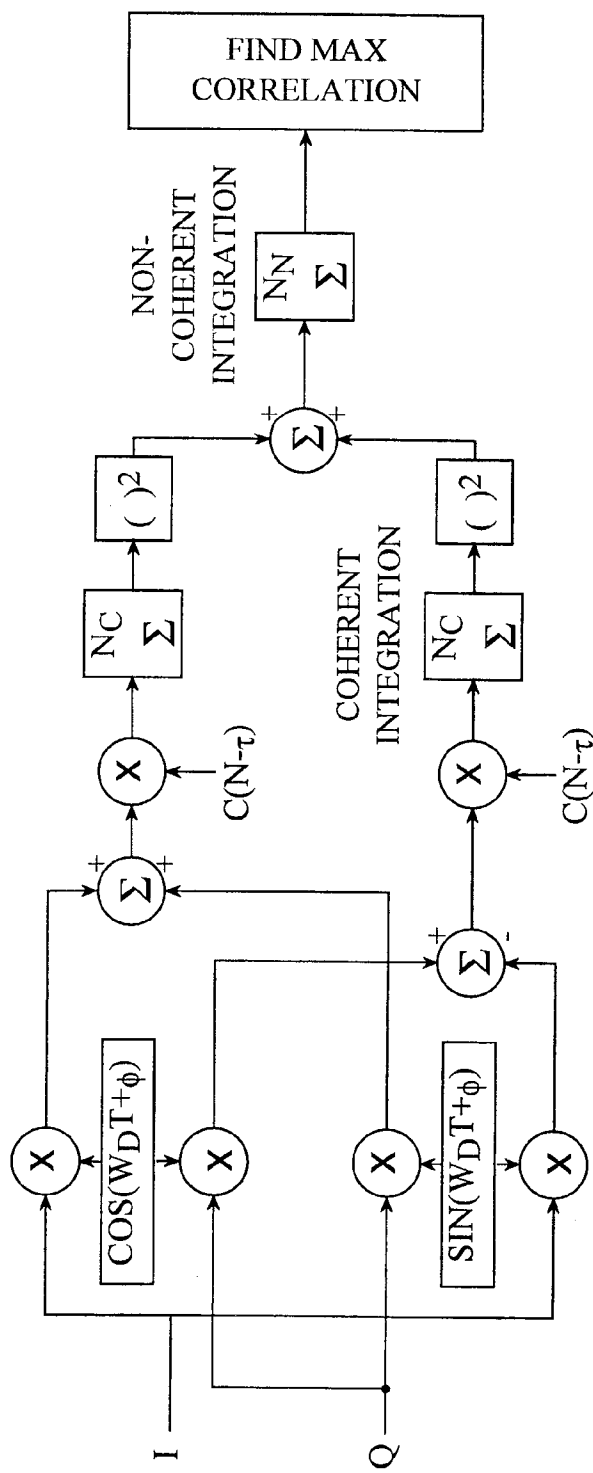 I
Q
X
COS(W_DT+φ)
X
X
SIN(W_DT+φ)
X
+
Σ
+
+
Σ
-
X
C(N-τ)
X
C(N-τ)
N_C
Σ
COHERENT
INTEGRATION
N_C
Σ
( )²
( )²
+
Σ
+
NON-
COHERENT
INTEGRATION
N_N
Σ
FIND MAX
CORRELATION